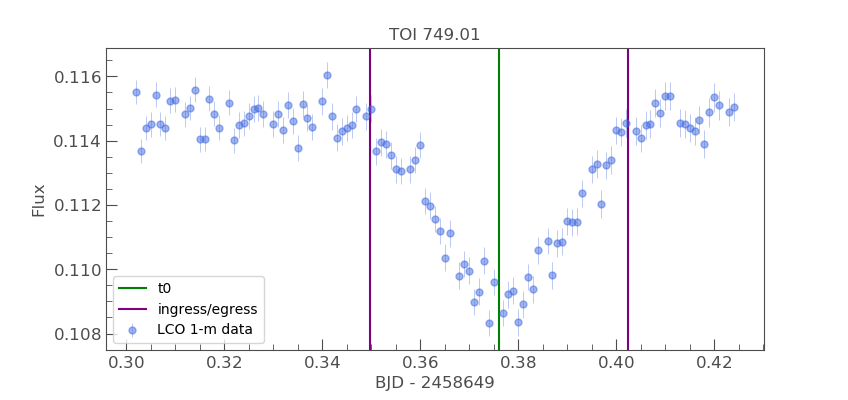 TOI 749.01
Flux
0.116
0.114
0.112
0.110
0.108
t0
ingress/egress
LCO 1-m data
0.30 0.32 0.34 0.36 0.38 0.40 0.42
BJD - 2458649